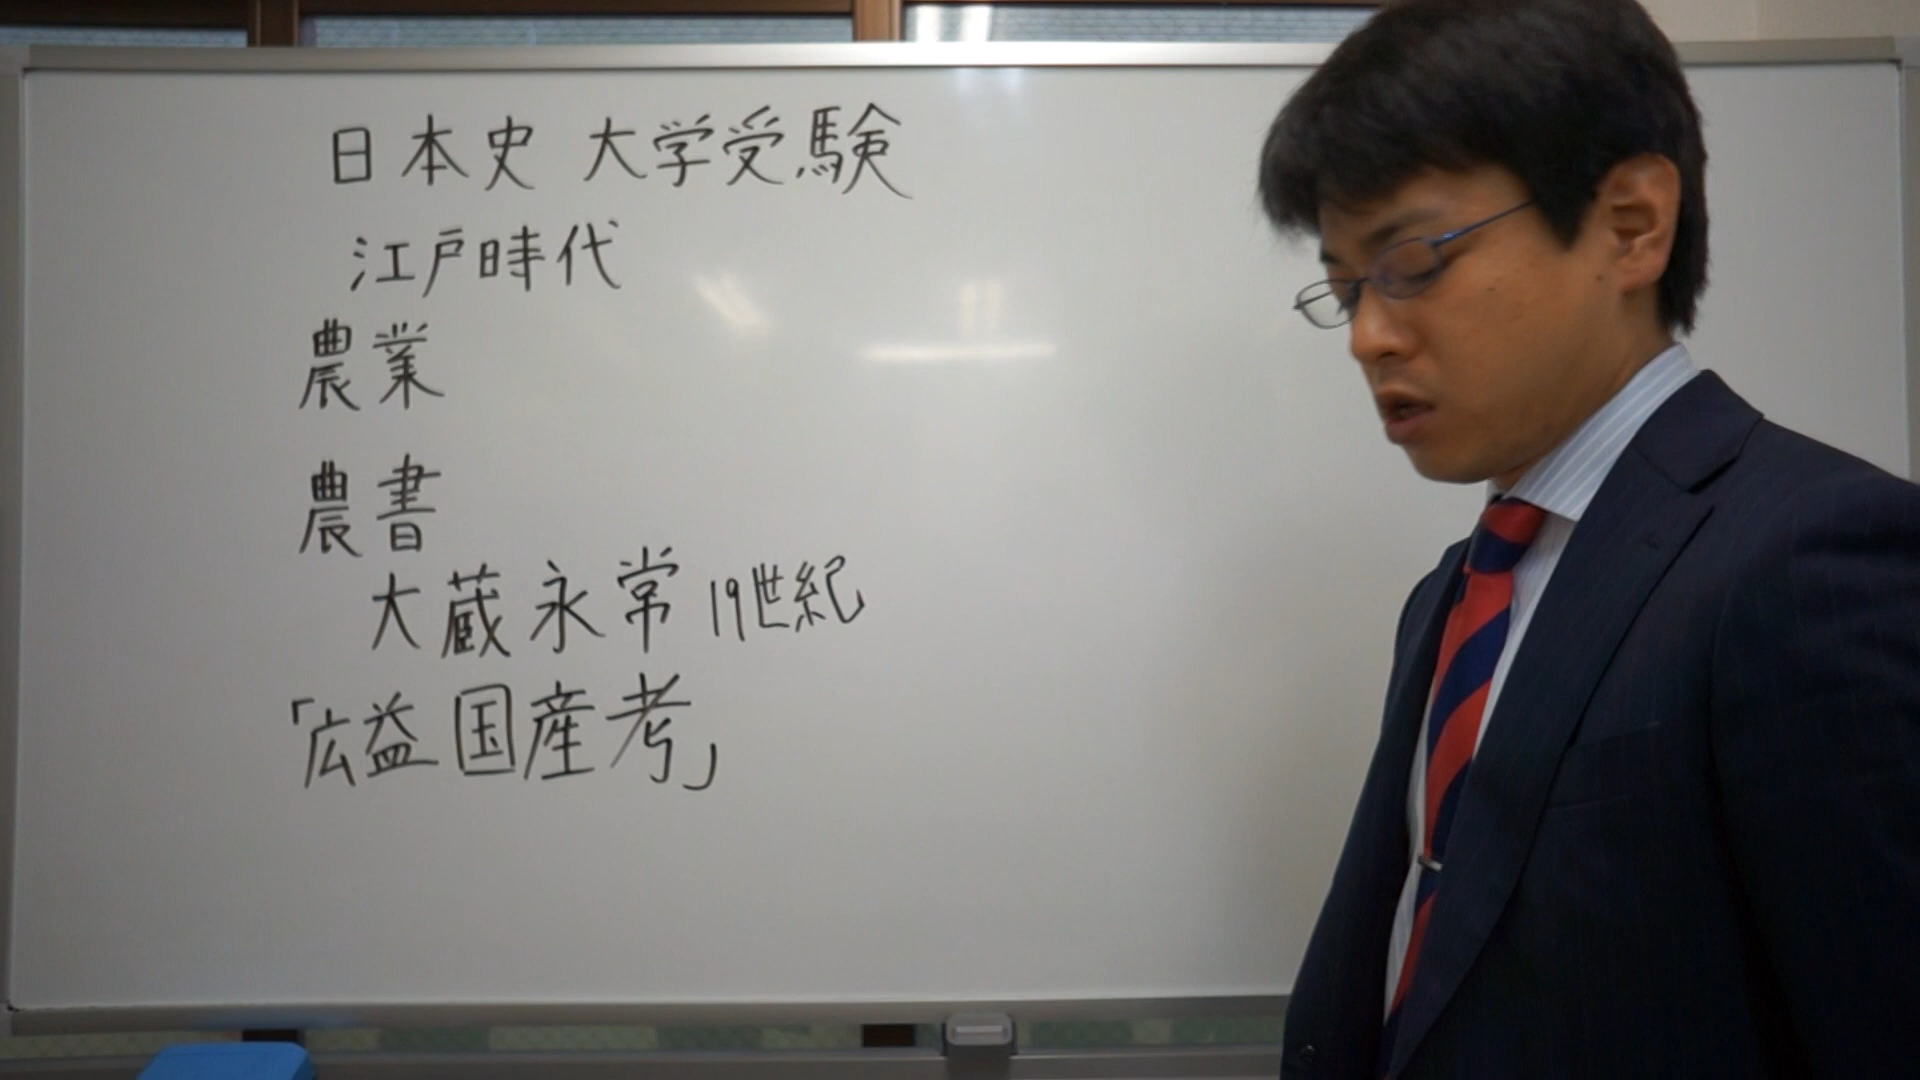 日本史 大学受験
江戸時代
農業
農書
大蔵永常 19世紀
「広益国産考」